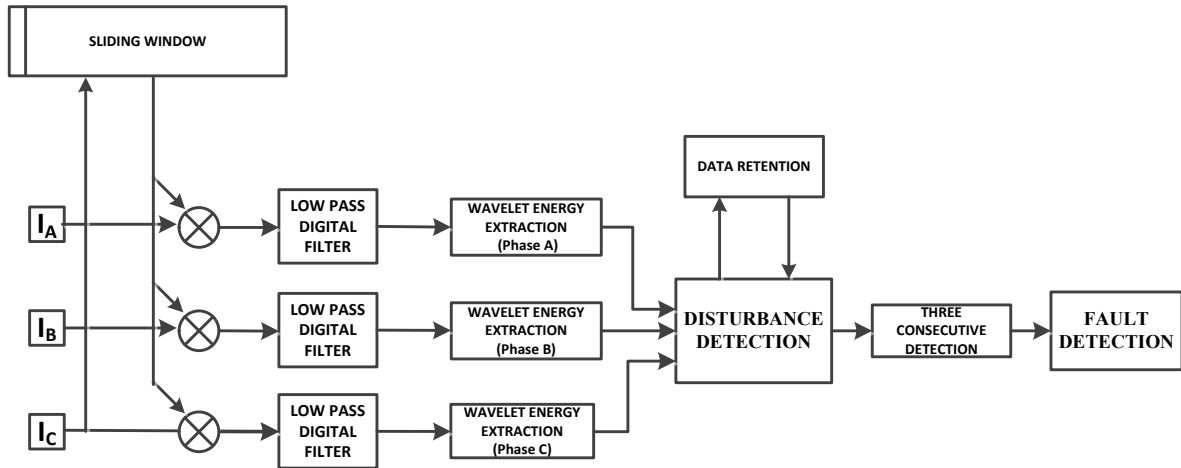 SLIDING WINDOW
DATA RETENTION
I_A
LOW PASS
DIGITAL
FILTER
WAVELET ENERGY
EXTRACTION
(Phase A)
I_B
LOW PASS
DIGITAL
FILTER
WAVELET ENERGY
EXTRACTION
(Phase B)
DISTURBANCE
DETECTION
THREE
CONSECUTIVE
DETECTION
FAULT
DETECTION
I_C
LOW PASS
DIGITAL
FILTER
WAVELET ENERGY
EXTRACTION
(Phase C)